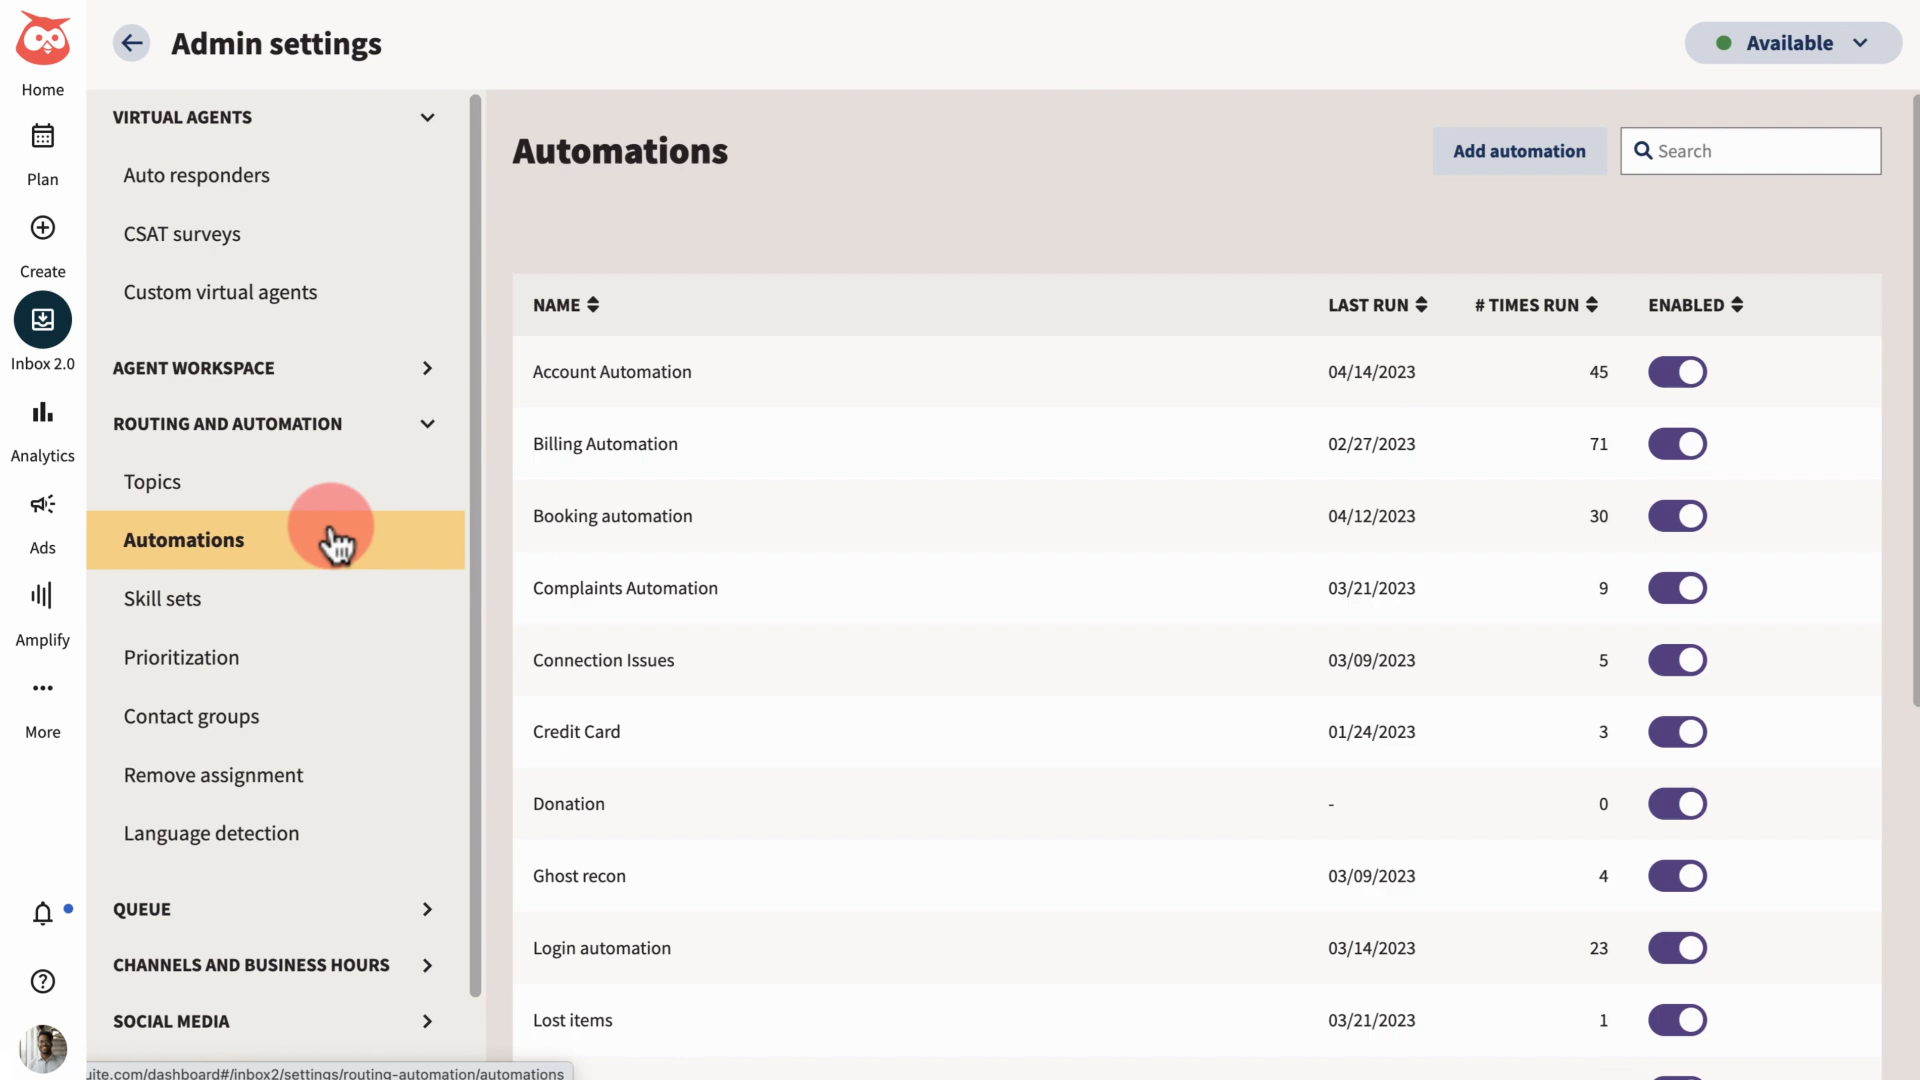 Admin settings
Available
Home
Plan
Create
Inbox 2.0
Analytics
Ads
Amplify
More
VIRTUAL AGENTS
Auto responders
CSAT surveys
Custom virtual agents
AGENT WORKSPACE
ROUTING AND AUTOMATION
Topics
Automations
Skill sets
Prioritization
Contact groups
Remove assignment
Language detection
QUEUE
CHANNELS AND BUSINESS HOURS
SOCIAL MEDIA
uite.com/dashboard#/inbox2/settings/routing-automation/automations
Automations
Add automation
Search
NAME LAST RUN # TIMES RUN ENABLED
Account Automation 04/14/2023 45
Billing Automation 02/27/2023 71
Booking automation 04/12/2023 30
Complaints Automation 03/21/2023 9
Connection Issues 03/09/2023 5
Credit Card 01/24/2023 3
Donation - 0
Ghost recon 03/09/2023 4
Login automation 03/14/2023 23
Lost items 03/21/2023 1